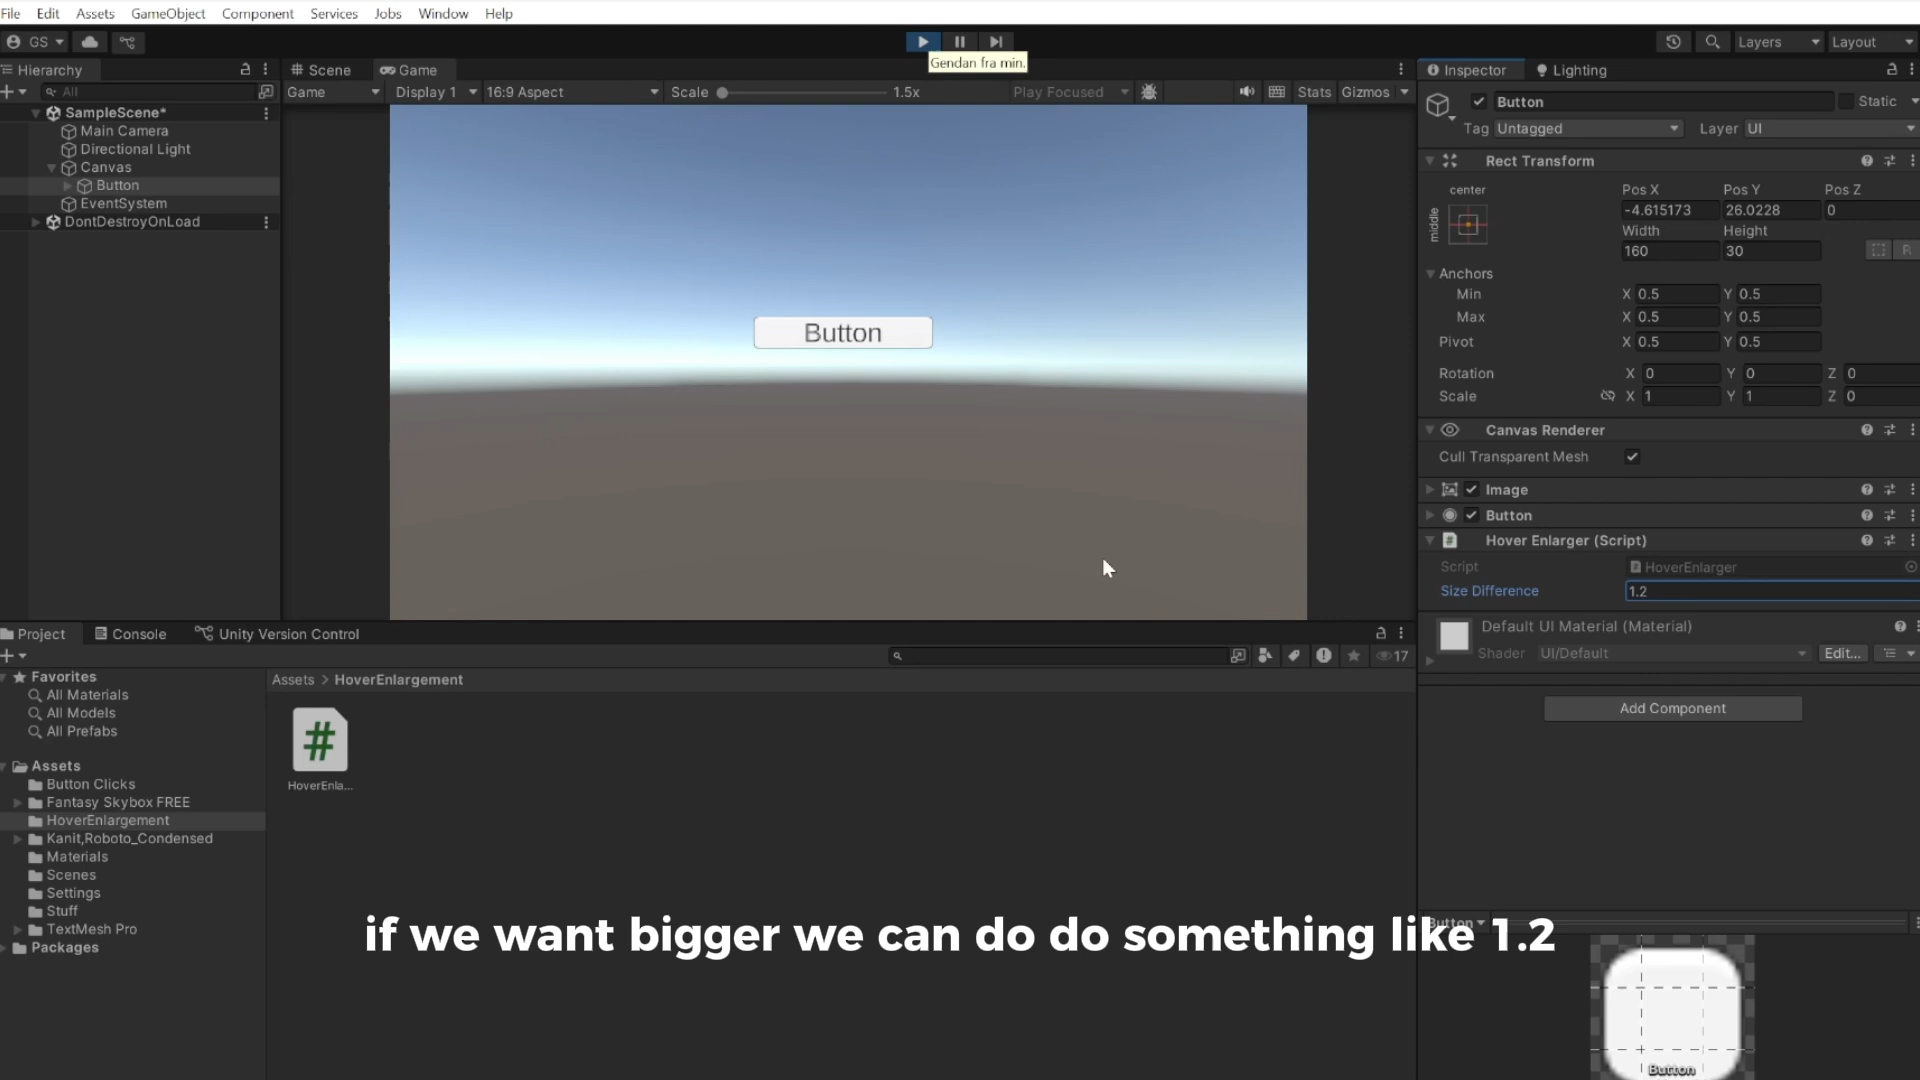 File Edit Assets GameObject Component Services Jobs Window Help
GS
Layers Layout
Gendan fra min.
Hierarchy
Scene Game
Inspector Lighting
All
Game Display 1 16:9 Aspect Scale 1.5x Play Focused Stats Gizmos
Button Static
Tag Untagged Layer UI
SampleScene*
Main Camera
Directional Light
Canvas
Button
EventSystem
DontDestroyOnLoad
Button
Rect Transform
center
middle
Pos X Pos Y Pos Z
-4.615173 26.0228 0
Width Height
160 30
R
Anchors
Min X 0.5 Y 0.5
Max X 0.5 Y 0.5
Pivot X 0.5 Y 0.5
Rotation X 0 Y 0 Z 0
Scale X 1 Y 1 Z 0
Canvas Renderer
Cull Transparent Mesh
Image
Button
# Hover Enlarger (Script)
Script HoverEnlarger
Size Difference 1.2
Default UI Material (Material)
Shader UI/Default Edit...
Add Component
Project Console Unity Version Control
17
Favorites
All Materials
All Models
All Prefabs
Assets
Button Clicks
Fantasy Skybox FREE
HoverEnlargement
Kanit,Roboto_Condensed
Materials
Scenes
Settings
Stuff
TextMesh Pro
Packages
Assets > HoverEnlargement
#
HoverEnla...
if we want bigger we can do do something like 1.2
Button
Button